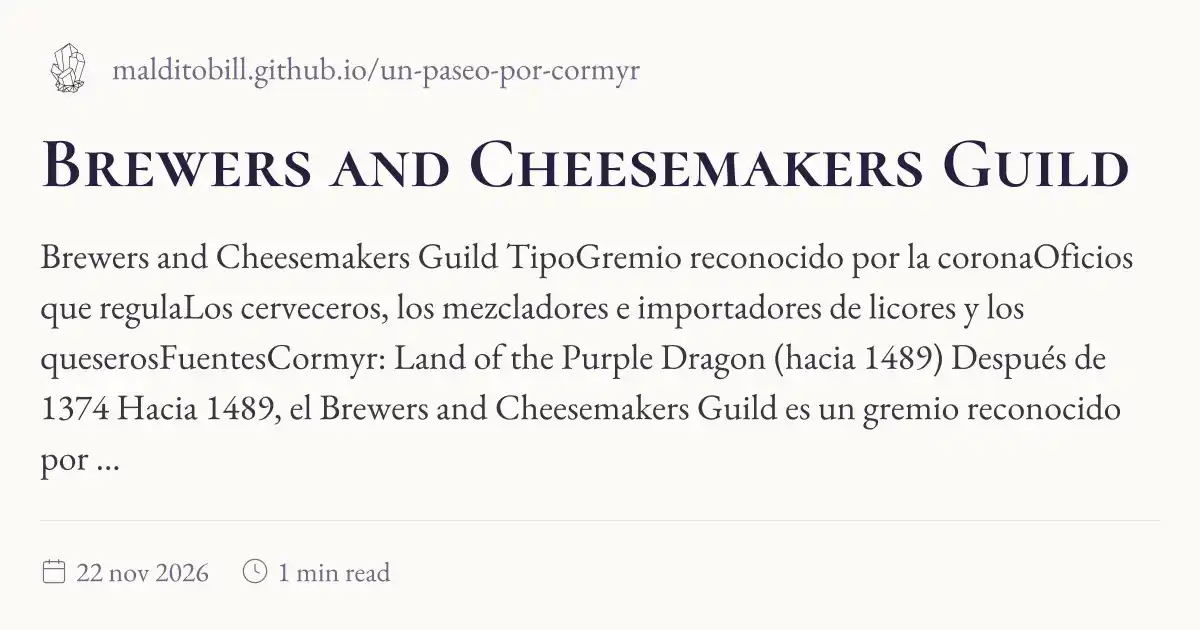 malditobill.github.io/un-paseo-por-cormyr
Brewers and Cheesemakers Guild
Brewers and Cheesemakers Guild TipoGremio reconocido por la coronaOficios
que regulaLos cerveceros, los mezcladores e importadores de licores y los
queserosFuentesCormyr: Land of the Purple Dragon (hacia 1489) Después de
1374 Hacia 1489, el Brewers and Cheesemakers Guild es un gremio reconocido
por ...
22 nov 2026 1 min read